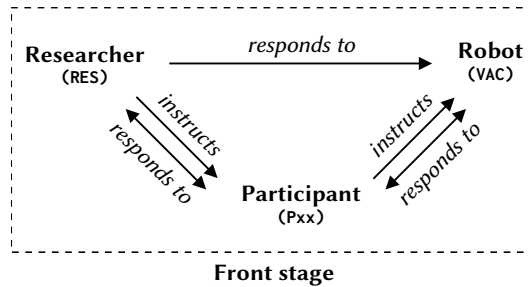 responds to
Researcher
(RES)
Robot
(VAC)
instructs
responds to
instructs
responds to
Participant
(Pxx)
Front stage